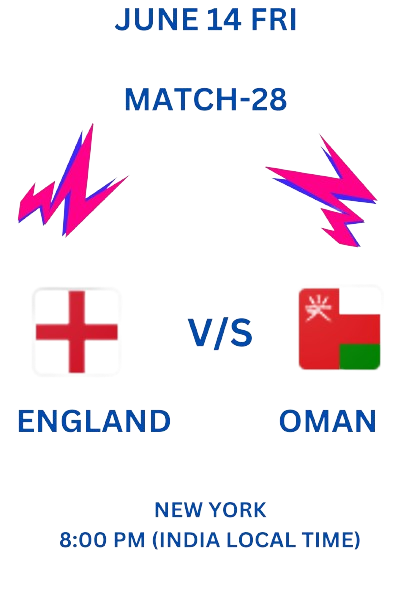 JUNE 14 FRI
MATCH-28
V/S
ENGLAND OMAN
NEW YORK
8:00 PM (INDIA LOCAL TIME)